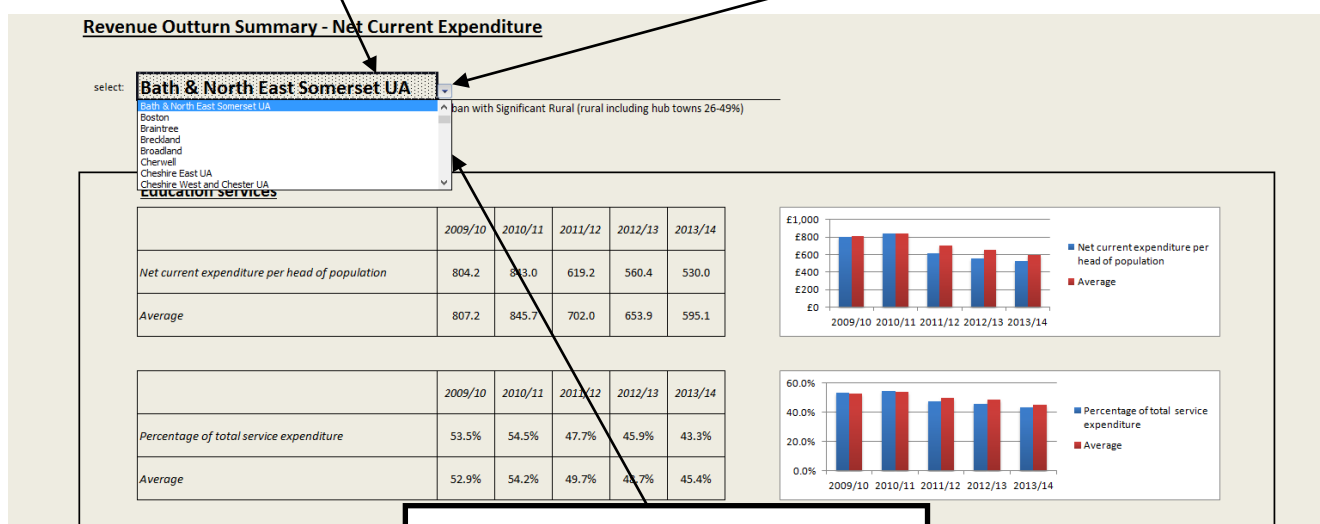 Revenue Outturn Summary - Net Current Expenditure
select: Bath & North East Somerset UA
Bath & North East Somerset UA
ban with Significant Rural (rural including hub towns 26-49%)
Boston
Braintree
Breckland
Broadland
Cherwell
Cheshire East UA
Cheshire West and Chester UA
Education services
2009/10 2010/11 2011/12 2012/13 2013/14
Net current expenditure per head of population 804.2 843.0 619.2 560.4 530.0
Average 807.2 845.7 702.0 653.9 595.1
£1,000
£800
£600
£400
£200
£0
2009/10 2010/11 2011/12 2012/13 2013/14
Net current expenditure per
head of population
Average
2009/10 2010/11 2011/12 2012/13 2013/14
Percentage of total service expenditure 53.5% 54.5% 47.7% 45.9% 43.3%
Average 52.9% 54.2% 49.7% 48.7% 45.4%
60.0%
40.0%
20.0%
0.0%
2009/10 2010/11 2011/12 2012/13 2013/14
Percentage of total service
expenditure
Average